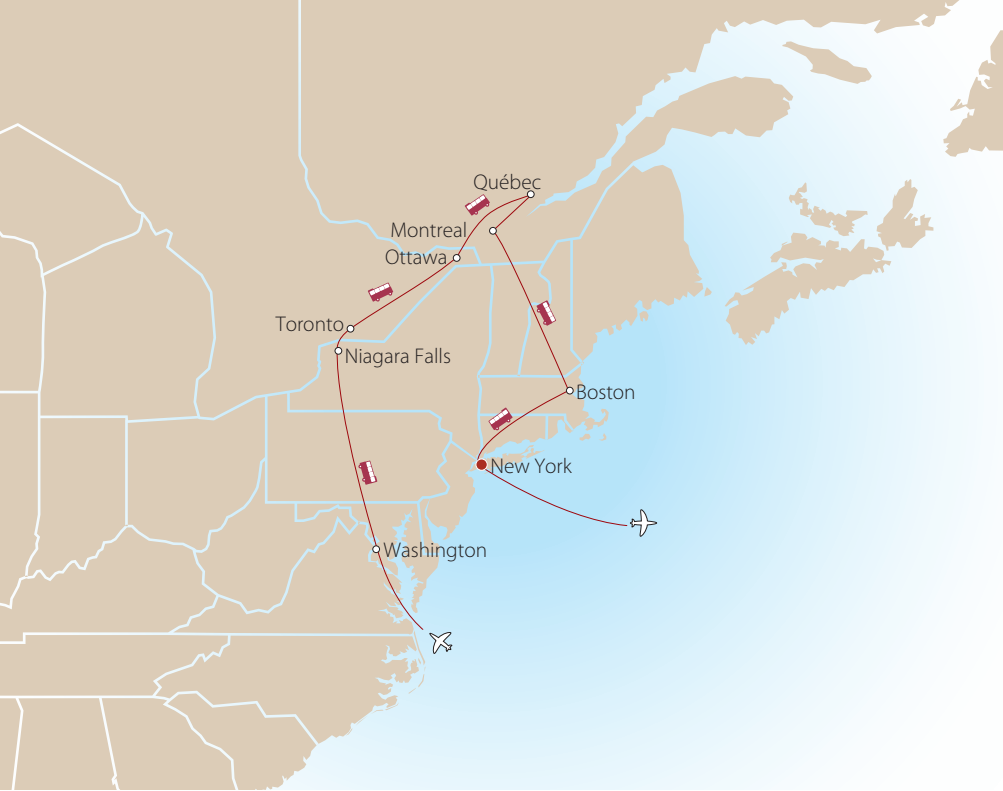 Québec
Montreal
Ottawa
Toronto
Niagara Falls
Boston
New York
Washington